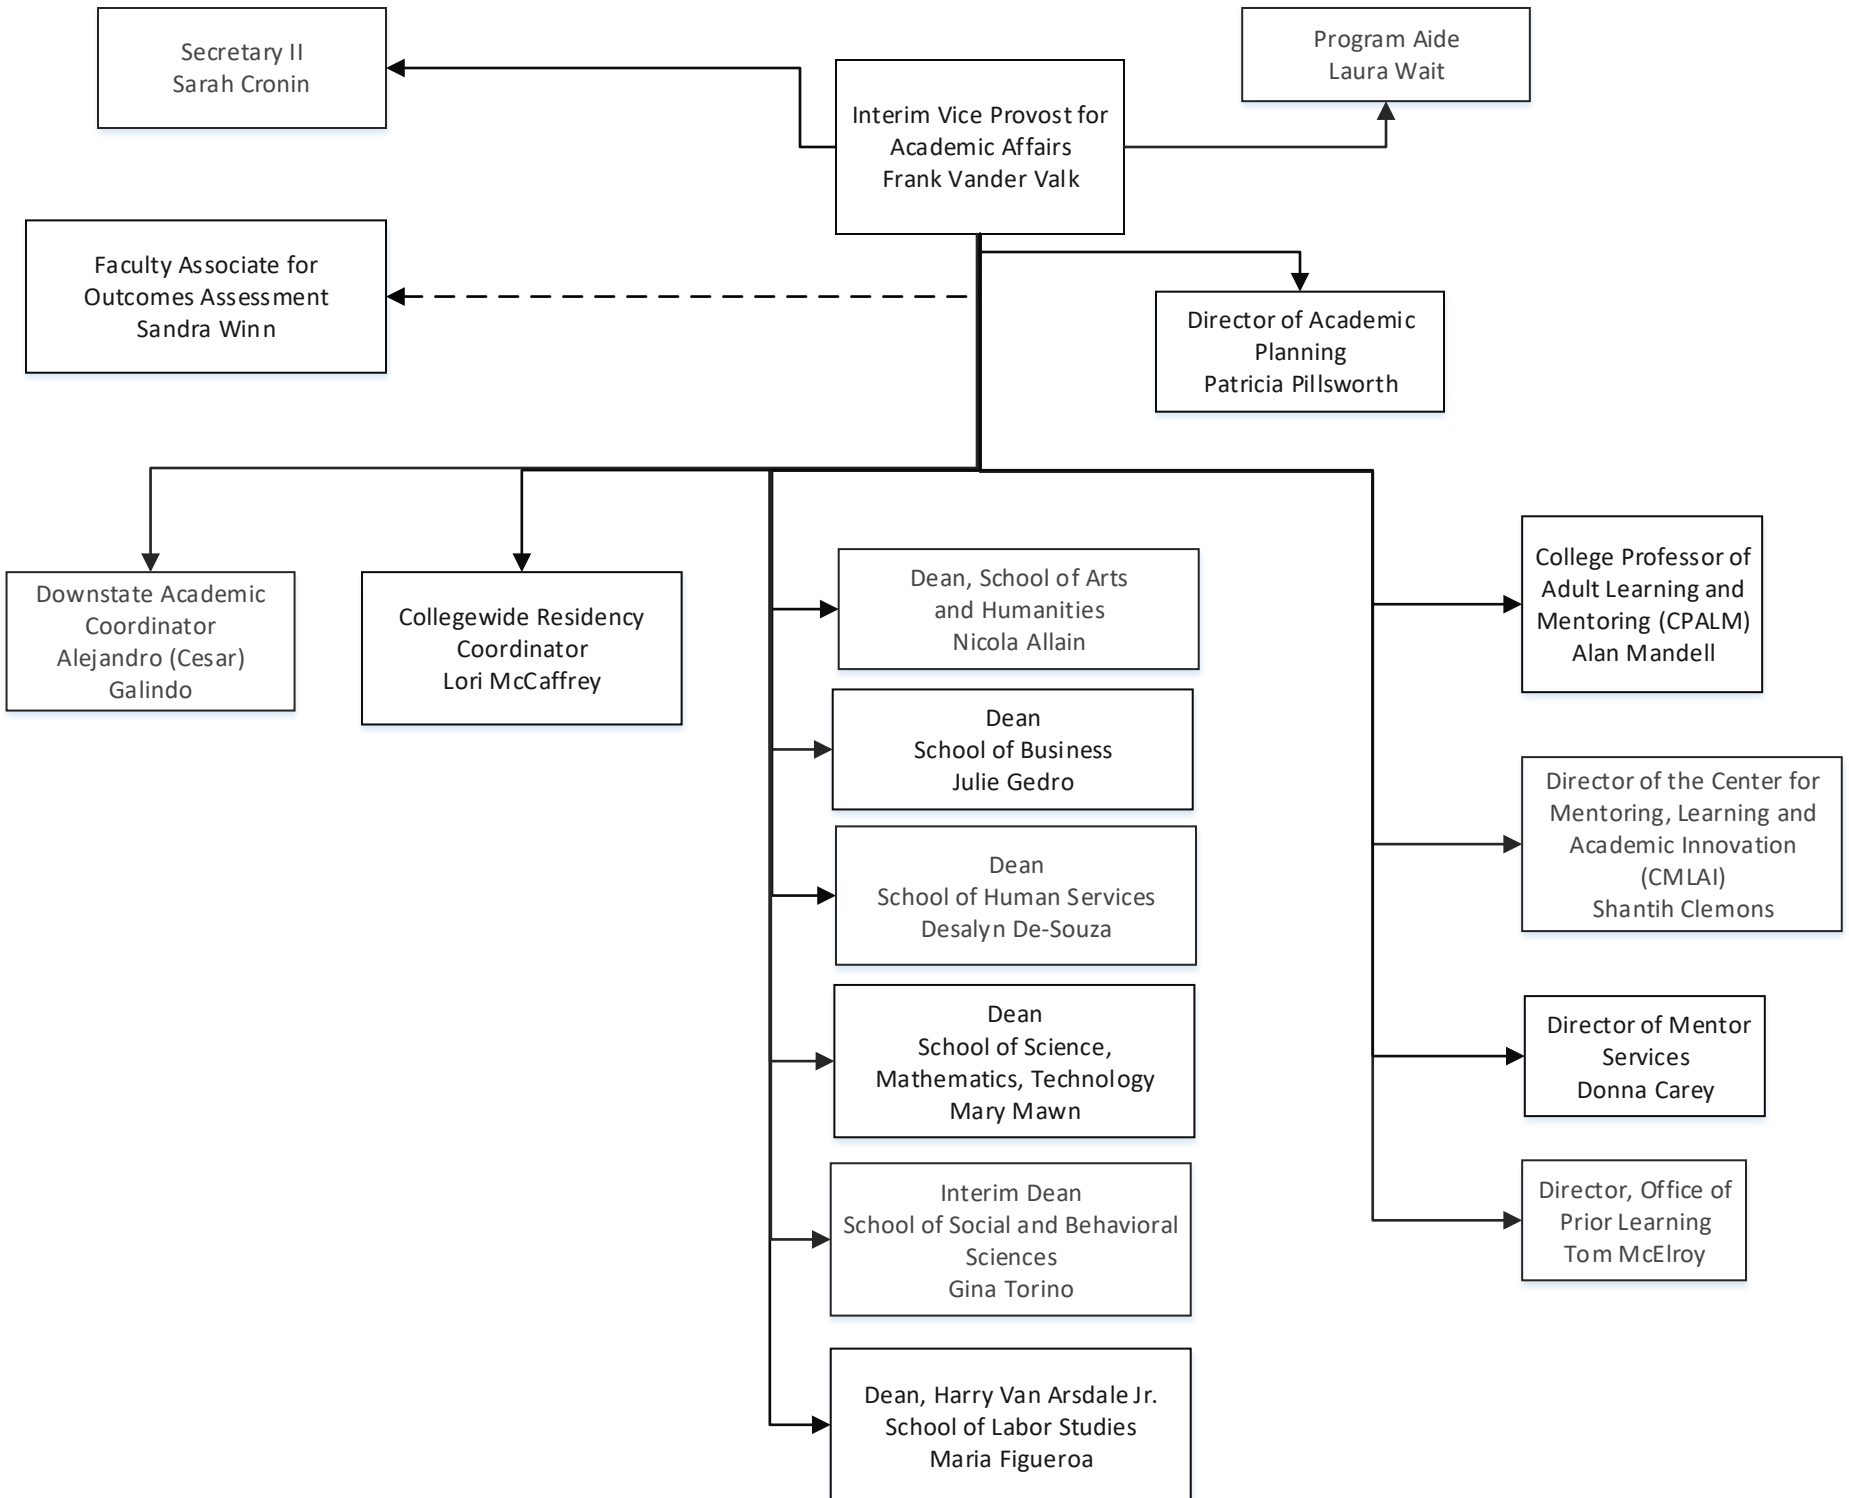 Secretary II
Sarah Cronin
Interim Vice Provost for
Academic Affairs
Frank Vander Valk
Program Aide
Laura Wait
Faculty Associate for
Outcomes Assessment
Sandra Winn
Director of Academic
Planning
Patricia Pillsworth
Downstate Academic
Coordinator
Alejandro (Cesar)
Galindo
Collegewide Residency
Coordinator
Lori McCaffrey
Dean, School of Arts
and Humanities
Nicola Allain
Dean
School of Business
Julie Gedro
Dean
School of Human Services
Desalyn De-Souza
Dean
School of Science,
Mathematics, Technology
Mary Mawn
Interim Dean
School of Social and Behavioral
Sciences
Gina Torino
Dean, Harry Van Arsdale Jr.
School of Labor Studies
Maria Figueroa
College Professor of
Adult Learning and
Mentoring (CPALM)
Alan Mandell
Director of the Center for
Mentoring, Learning and
Academic Innovation
(CMLAI)
Shantih Clemons
Director of Mentor
Services
Donna Carey
Director, Office of
Prior Learning
Tom McElroy